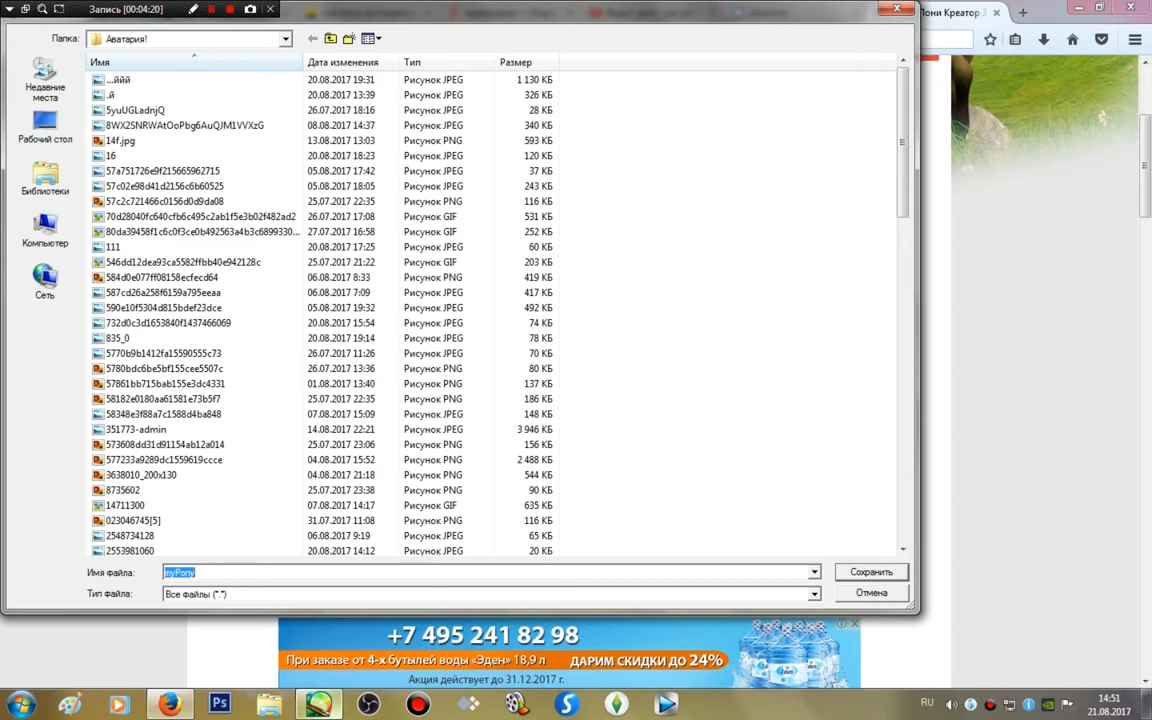 Запись [00:04:20]
Пони Креатор 3
Папка:
Аватария!
Недавние места
Рабочий стол
Библиотеки
Компьютер
Сеть
Имя Дата изменения Тип Размер
...ййй 20.08.2017 19:31 Рисунок JPEG 1 130 КБ
.й 20.08.2017 13:39 Рисунок JPEG 326 КБ
5yuUGLadnjQ 26.07.2017 18:16 Рисунок JPEG 28 КБ
8WX2SNRWAtOoPbg6AuQJM1VVXzG 08.08.2017 14:37 Рисунок JPEG 340 КБ
14f.jpg 13.08.2017 13:03 Рисунок PNG 593 КБ
16 20.08.2017 18:23 Рисунок JPEG 120 КБ
57a751726e9f215665962715 05.08.2017 17:42 Рисунок JPEG 37 КБ
57c02e98d41d2156c6b60525 05.08.2017 18:05 Рисунок JPEG 243 КБ
57c2c721466c0156d0d9da08 25.07.2017 22:35 Рисунок PNG 116 КБ
70d28040fc640cfb6c495c2ab1f5e3b02f482ad2 26.07.2017 17:08 Рисунок GIF 531 КБ
80da39458f1c6c0f3ce0b492563a4b3c6899330... 27.07.2017 16:58 Рисунок GIF 252 КБ
111 20.08.2017 17:25 Рисунок JPEG 60 КБ
546dd12dea93ca5582ffbb40e942128c 25.07.2017 21:22 Рисунок GIF 203 КБ
584d0e077ff08158ecfecd64 06.08.2017 8:33 Рисунок PNG 419 КБ
587cd26a258f6159a795eeaa 06.08.2017 7:09 Рисунок JPEG 417 КБ
590e10f5304d815bdef23dce 05.08.2017 19:32 Рисунок JPEG 492 КБ
732d0c3d1653840f1437466069 20.08.2017 15:54 Рисунок JPEG 74 КБ
835_0 20.08.2017 19:14 Рисунок JPEG 78 КБ
5770b9b1412fa15590555c73 26.07.2017 11:26 Рисунок JPEG 70 КБ
5780bdc6be5bf155cee5507c 26.07.2017 13:36 Рисунок PNG 80 КБ
57861bb715bab155e3dc4331 01.08.2017 13:40 Рисунок PNG 137 КБ
58182e0180aa61581e73b5f7 25.07.2017 22:35 Рисунок PNG 186 КБ
58348e3f88a7c1588d4ba848 07.08.2017 15:09 Рисунок JPEG 148 КБ
351773-admin 14.08.2017 22:21 Рисунок JPEG 3 946 КБ
573608dd31d91154ab12a014 25.07.2017 23:06 Рисунок PNG 156 КБ
577233a9289dc1559619ccce 04.08.2017 15:52 Рисунок PNG 2 488 КБ
3638010_200x130 04.08.2017 21:18 Рисунок PNG 544 КБ
8735602 25.07.2017 23:38 Рисунок PNG 90 КБ
14711300 07.08.2017 14:17 Рисунок GIF 635 КБ
023046745[5] 31.07.2017 11:08 Рисунок PNG 116 КБ
2548734128 06.08.2017 9:19 Рисунок JPEG 65 КБ
2553981060 20.08.2017 14:12 Рисунок JPEG 20 КБ
Имя файла: myPony Сохранить
Тип файла: Все файлы (*.*) Отмена
+7 495 241 82 98
При заказе от 4-х бутылей воды «Эден» 18,9 л ДАРИМ СКИДКИ ДО 24%
Акция действует до 31.12.2017 г.
Ps
RU
14:51
21.08.2017